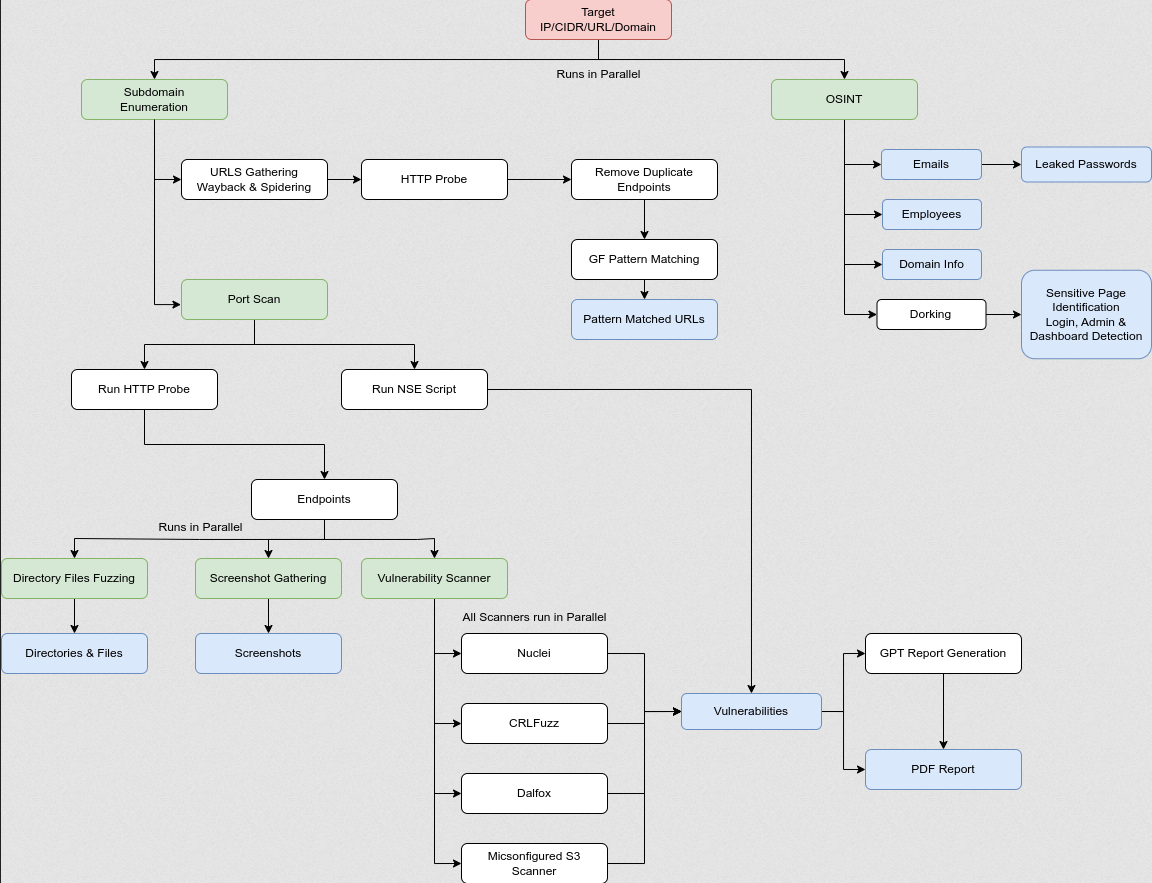 Target
IP/CIDR/URL/Domain
Runs in Parallel
Subdomain
Enumeration
OSINT
URLS Gathering
Wayback & Spidering
HTTP Probe
Remove Duplicate
Endpoints
Emails
Leaked Passwords
Employees
GF Pattern Matching
Domain Info
Port Scan
Pattern Matched URLs
Dorking
Sensitive Page
Identification
Login, Admin &
Dashboard Detection
Run HTTP Probe
Run NSE Script
Endpoints
Runs in Parallel
Directory Files Fuzzing
Screenshot Gathering
Vulnerability Scanner
All Scanners run in Parallel
Directories & Files
Screenshots
Nuclei
GPT Report Generation
CRLFuzz
Vulnerabilities
Dalfox
PDF Report
Micsonfigured S3
Scanner